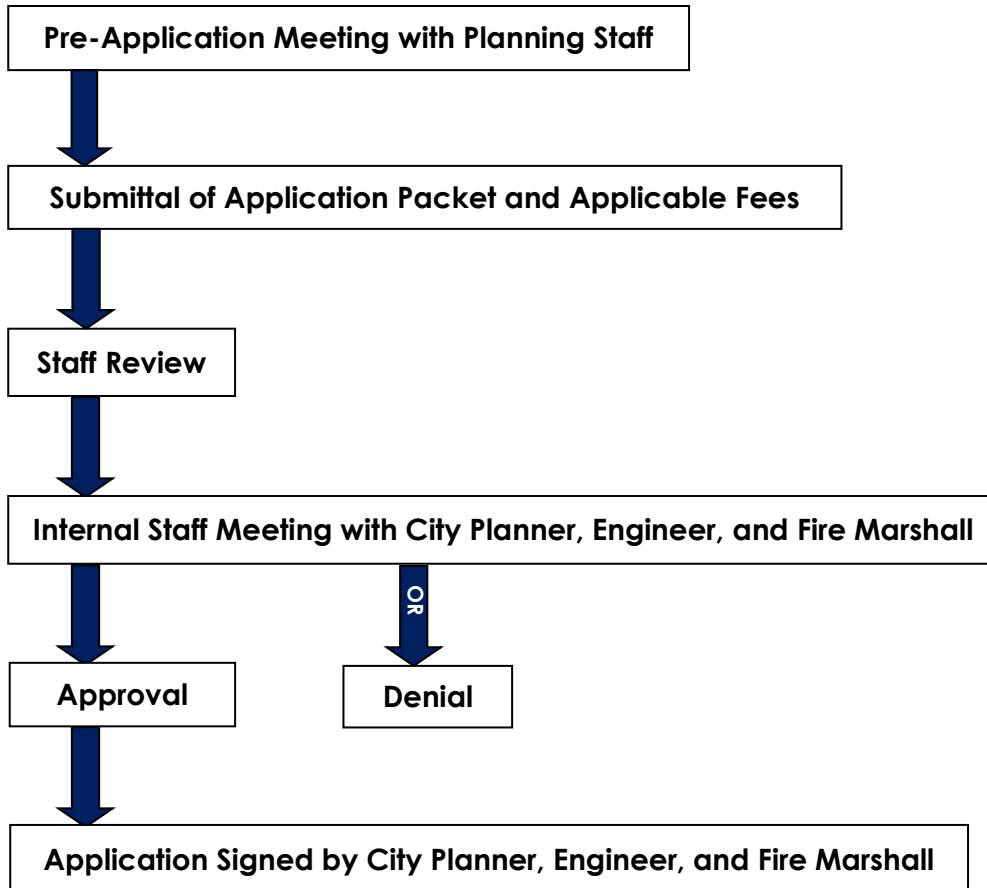 Pre-Application Meeting with Planning Staff
Submittal of Application Packet and Applicable Fees
Staff Review
Internal Staff Meeting with City Planner, Engineer, and Fire Marshall
OR
Approval
Denial
Application Signed by City Planner, Engineer, and Fire Marshall